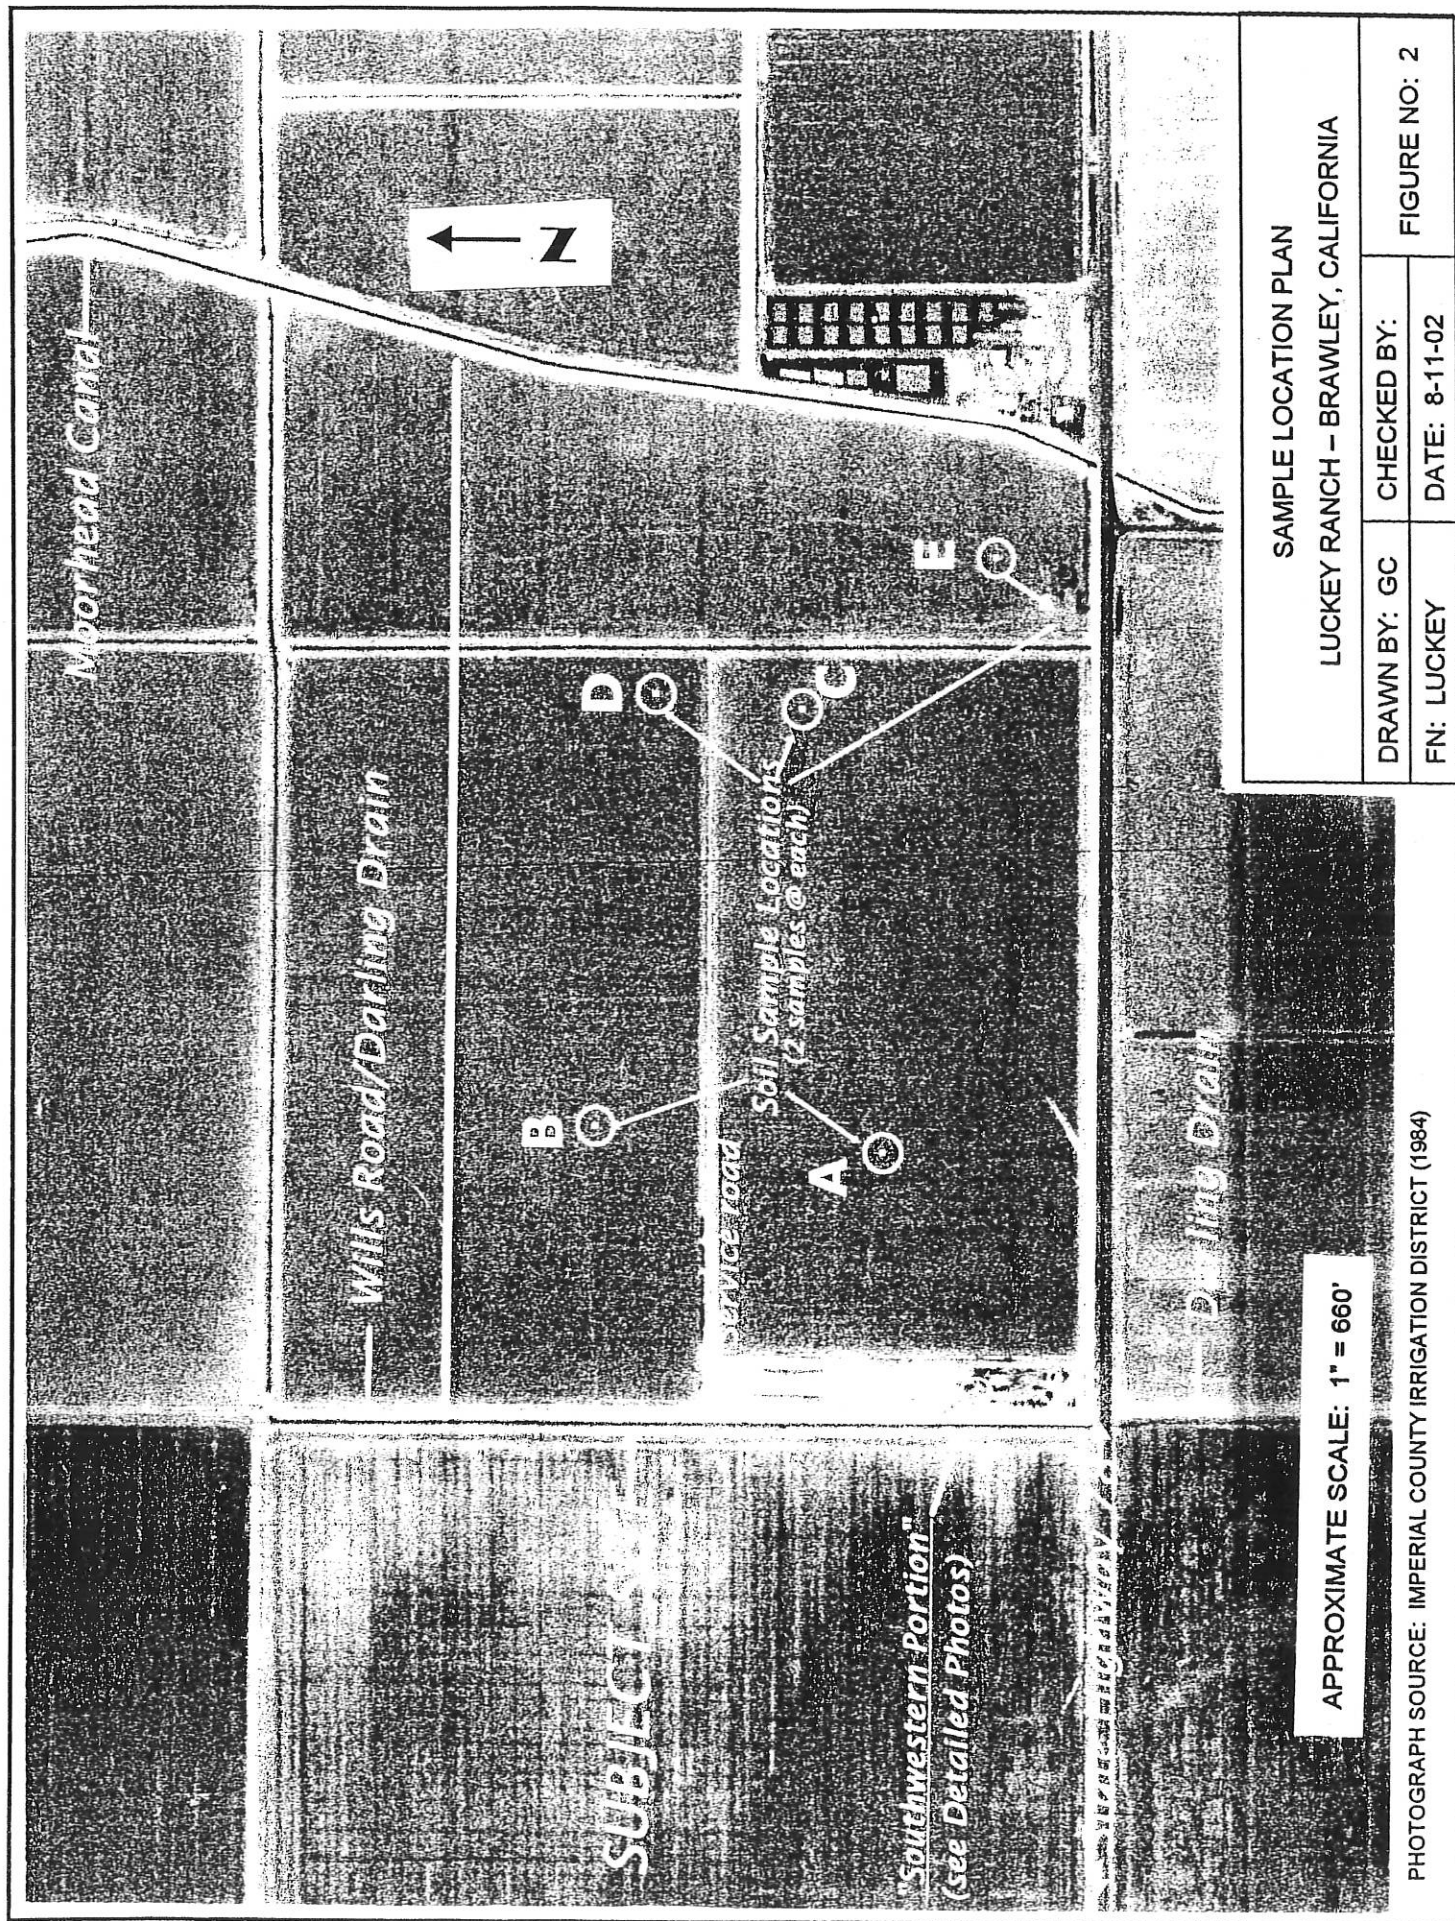 Moorhead Canal
Wills Road/Darling Drain
N
B
D
Service road
Soil Sample Locations
(2 samples @ each)
A
C
E
SUBJECT
"Southwestern Portion"
(see Detailed Photos)
Drain
APPROXIMATE SCALE: 1" = 660'
PHOTOGRAPH SOURCE: IMPERIAL COUNTY IRRIGATION DISTRICT (1984)
SAMPLE LOCATION PLAN
LUCKEY RANCH – BRAWLEY, CALIFORNIA
DRAWN BY: GC
CHECKED BY:
FN: LUCKEY
DATE: 8-11-02
FIGURE NO: 2